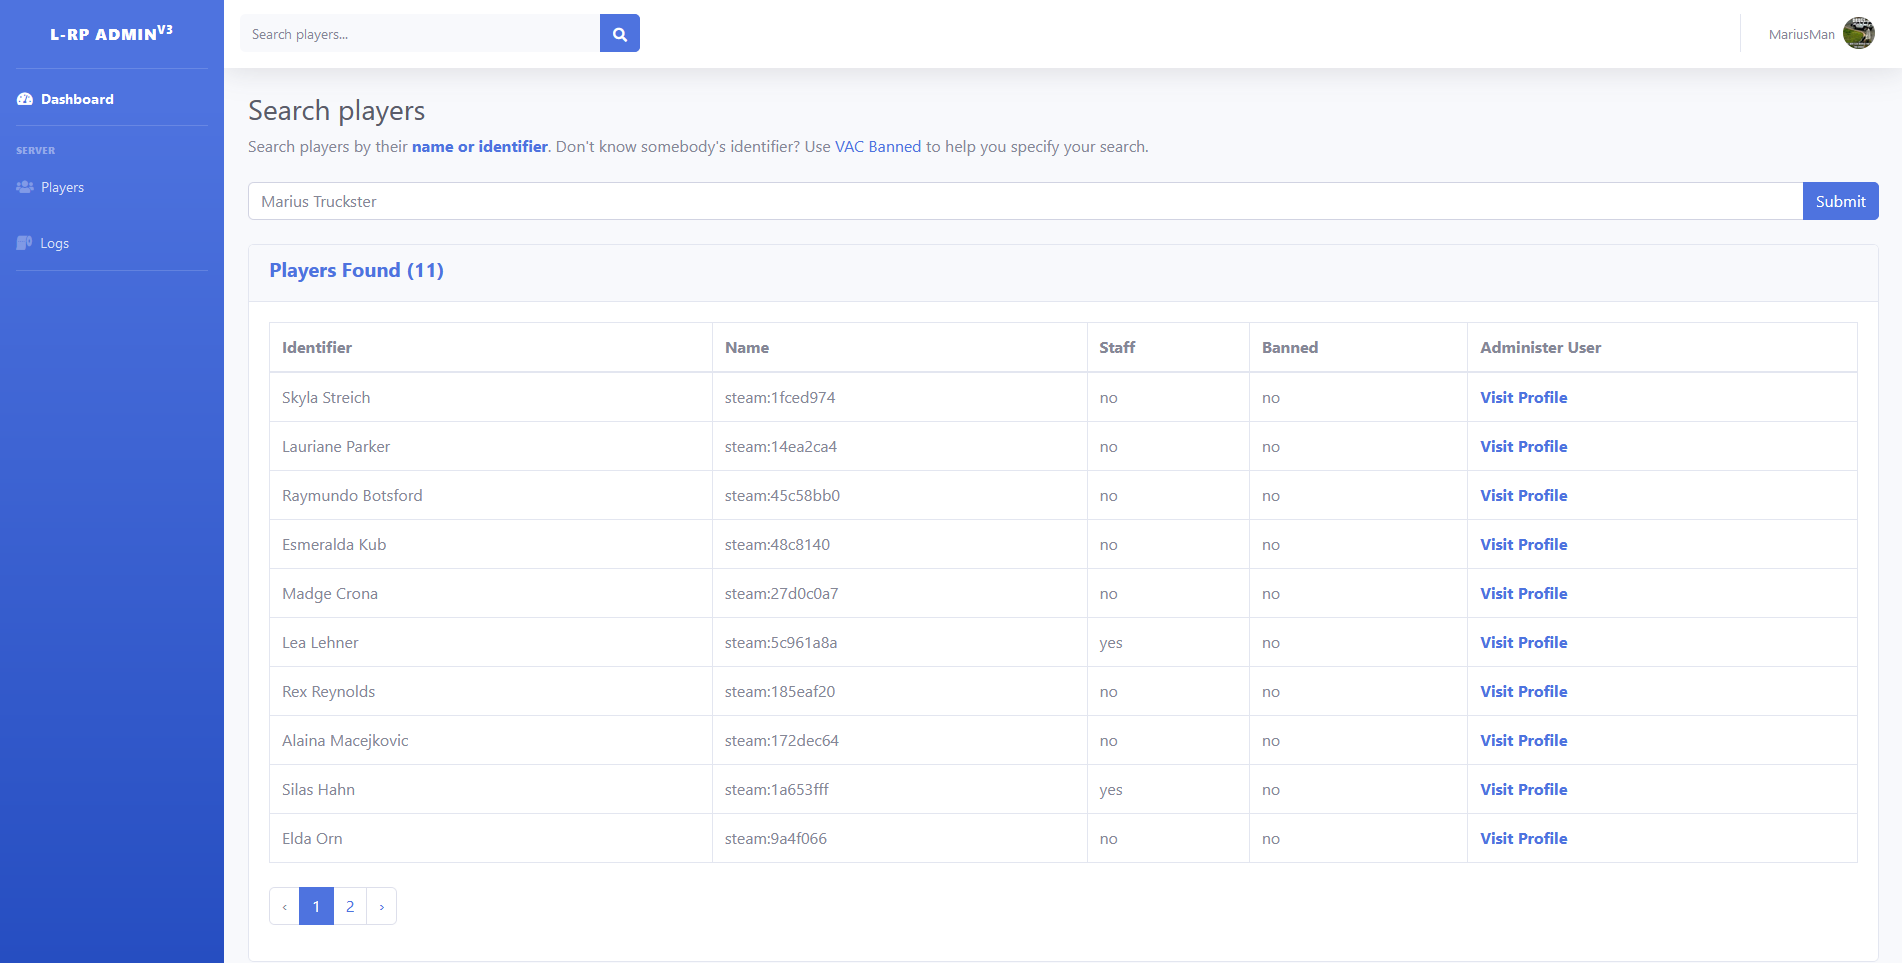 L-RP ADMINV3
Search players...
MariusMan
Dashboard
SERVER
Players
Logs
Search players
Search players by their name or identifier. Don't know somebody's identifier? Use VAC Banned to help you specify your search.
Marius Truckster
Submit
Players Found (11)
Identifier Name Staff Banned Administer User
Skyla Streich steam:1fced974 no no Visit Profile
Lauriane Parker steam:14ea2ca4 no no Visit Profile
Raymundo Botsford steam:45c58bb0 no no Visit Profile
Esmeralda Kub steam:48c8140 no no Visit Profile
Madge Crona steam:27d0c0a7 no no Visit Profile
Lea Lehner steam:5c961a8a yes no Visit Profile
Rex Reynolds steam:185eaf20 no no Visit Profile
Alaina Macejkovic steam:172dec64 no no Visit Profile
Silas Hahn steam:1a653fff yes no Visit Profile
Elda Orn steam:9a4f066 no no Visit Profile
‹ 1 2 ›